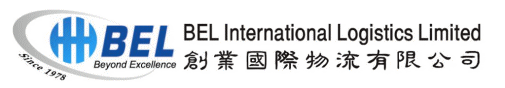 BEL
Beyond Excellence
Since 1978
BEL International Logistics Limited
創業國際物流有限公司